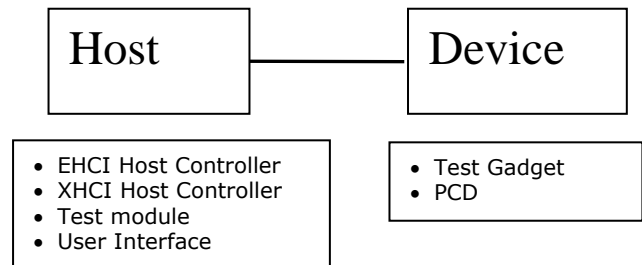 Host
Device
• EHCI Host Controller
• XHCI Host Controller
• Test module
• User Interface
• Test Gadget
• PCD